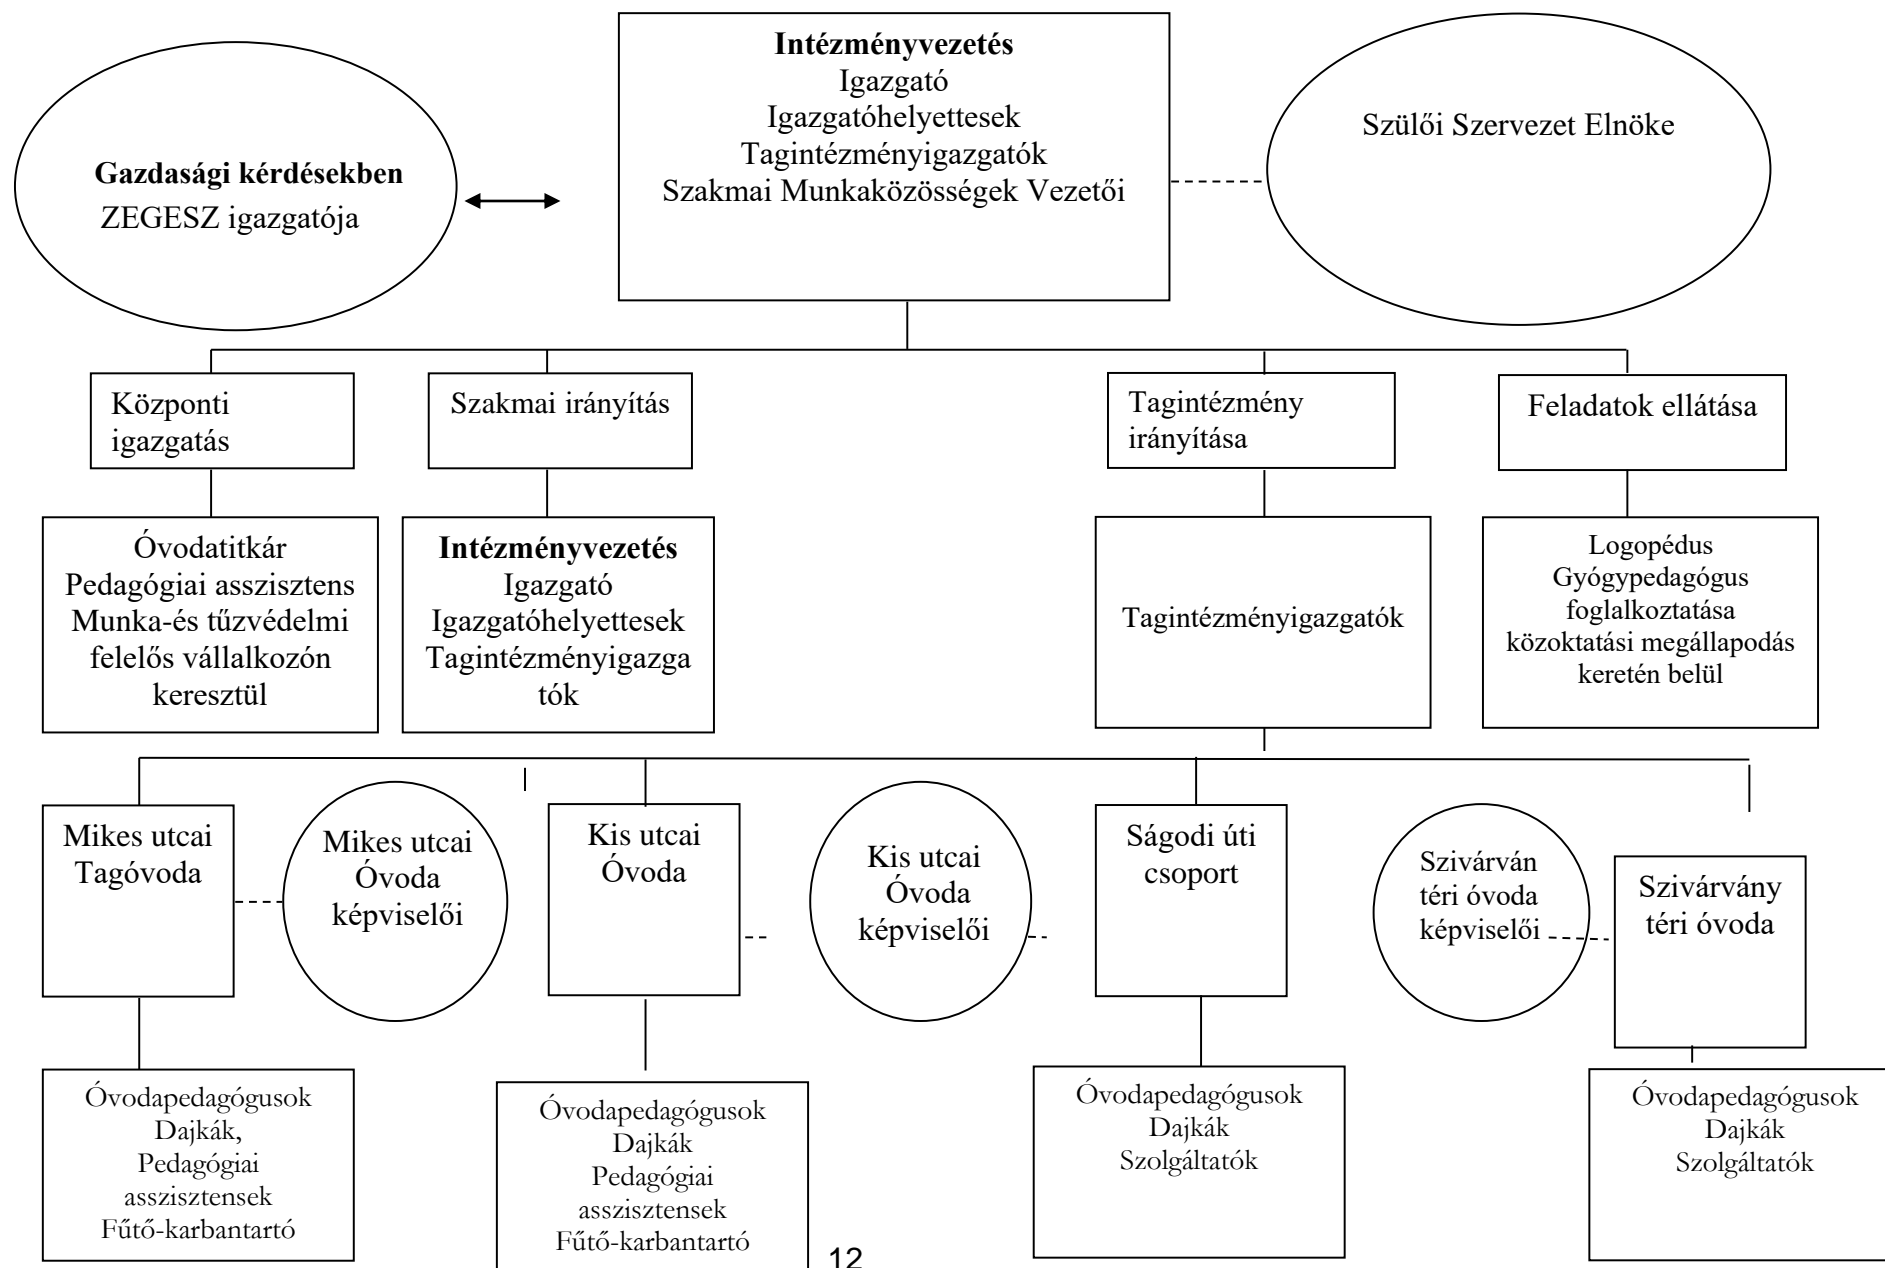 Intézményvezetés
Igazgató
Igazgatóhelyettesek
Tagintézményigazgatók
Szakmai Munkaközösségek Vezetői
Gazdasági kérdésekben
ZEGESZ igazgatója
Szülői Szervezet Elnöke
Központi
igazgatás
Szakmai irányítás
Tagintézmény
irányítása
Feladatok ellátása
Óvodatitkár
Pedagógiai asszisztens
Munka-és tűzvédelmi
felelős vállalkozón
keresztül
Intézményvezetés
Igazgató
Igazgatóhelyettesek
Tagintézményigazga
tók
Tagintézményigazgatók
Logopédus
Gyógypedagógus
foglalkoztatása
közoktatási megállapodás
keretén belül
Mikes utcai
Tagóvoda
Mikes utcai
Óvoda
képviselői
Kis utcai
Óvoda
Kis utcai
Óvoda
képviselői
Ságodi úti
csoport
Szivárván
téri óvoda
képviselői
Szivárvány
téri óvoda
Óvodapedagógusok
Dajkák,
Pedagógiai
asszisztensek
Fűtő-karbantartó
Óvodapedagógusok
Dajkák
Pedagógiai
asszisztensek
Fűtő-karbantartó
Óvodapedagógusok
Dajkák
Szolgáltatók
Óvodapedagógusok
Dajkák
Szolgáltatók
12